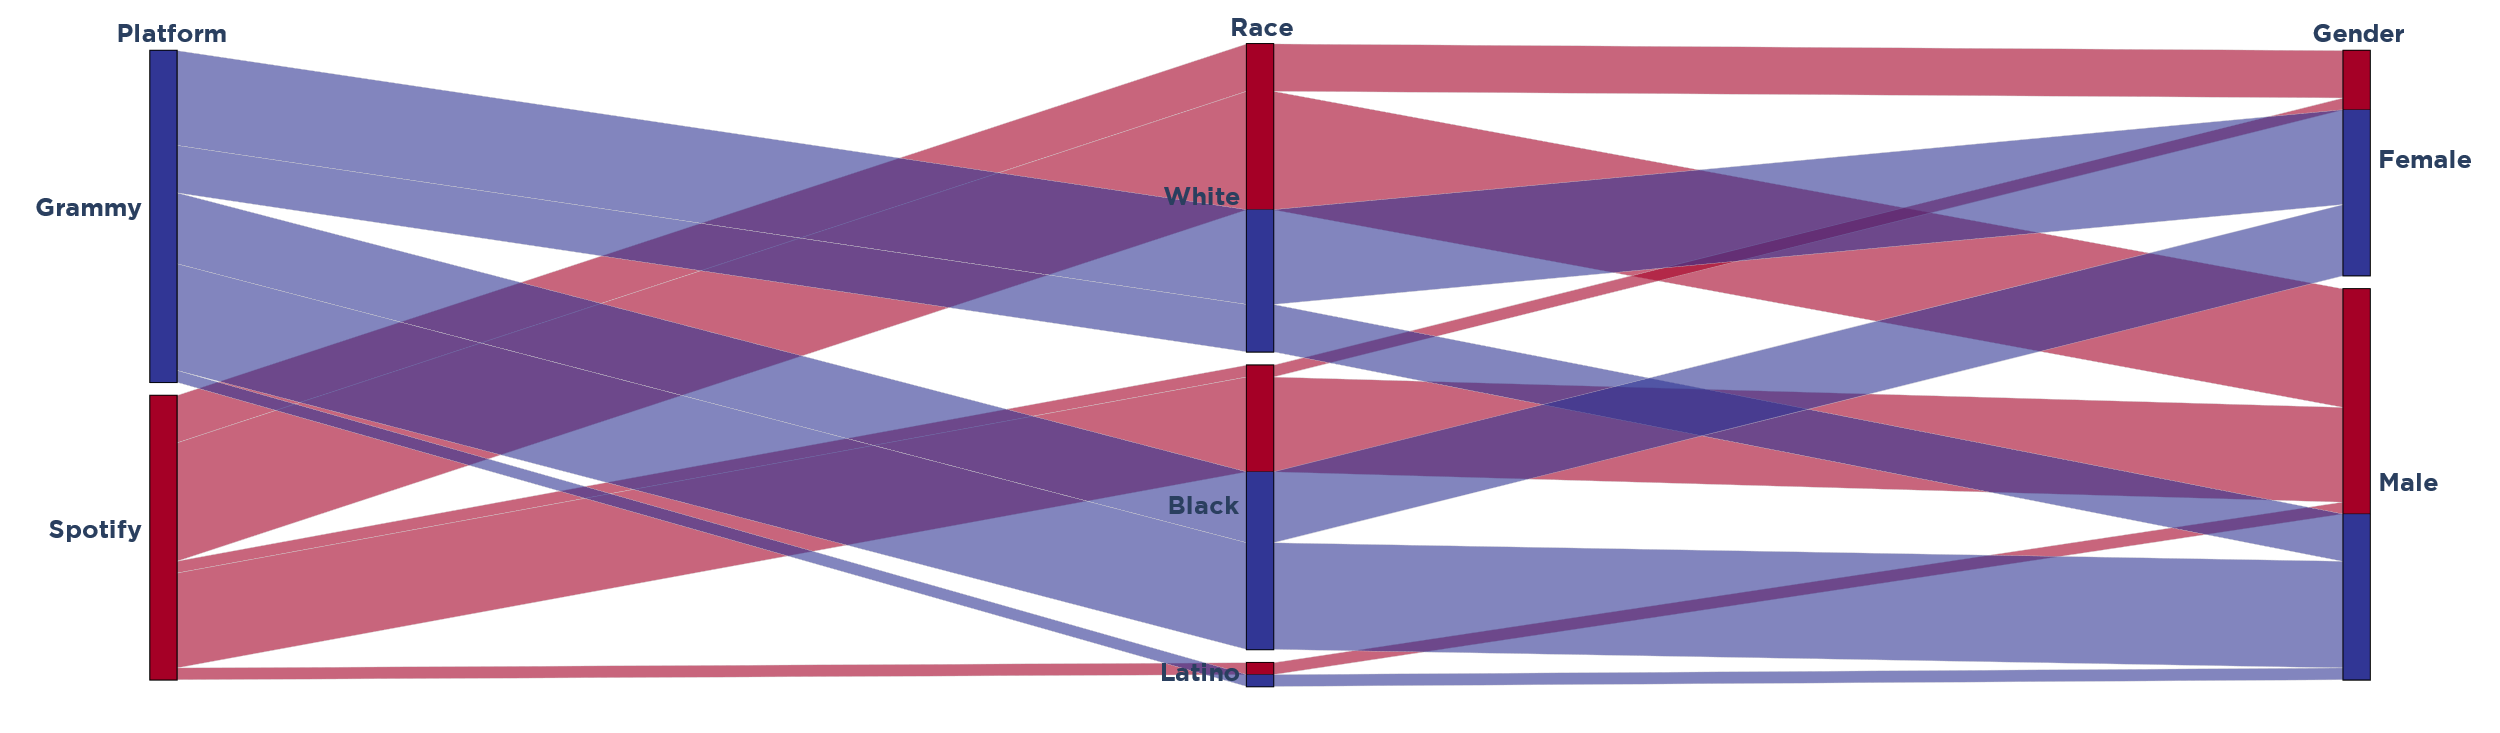 Platform
Race
Gender
Grammy
Spotify
White
Black
Latino
Female
Male